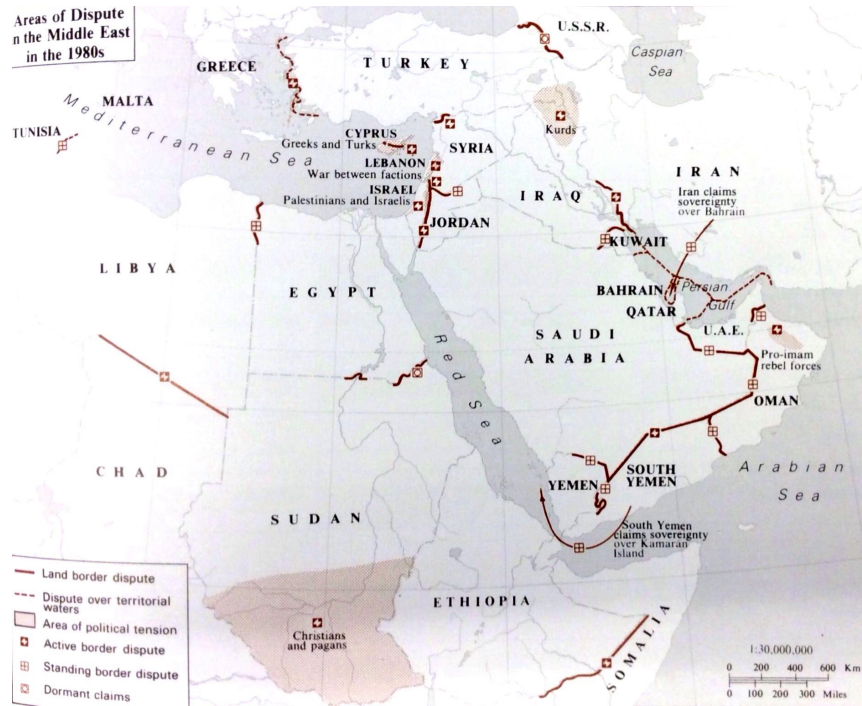 Areas of Dispute
n the Middle East
in the 1980s
U.S.S.R.
Caspian
Sea
GREECE
TURKEY
MALTA
Mediterranean Sea
TUNISIA
Kurds
CYPRUS
Greeks and Turks
SYRIA
LEBANON
War between factions
ISRAEL
Palestinians and Israelis
JORDAN
IRAQ
IRAN
Iran claims
sovereignty
over Bahrain
KUWAIT
LIBYA
EGYPT
BAHRAIN
QATAR
Persian
Gulf
U.A.E.
SAUDI
ARABIA
Pro-imam
rebel forces
Red Sea
OMAN
CHAD
SUDAN
YEMEN
SOUTH
YEMEN
Arabian
Sea
South Yemen
claims sovereignty
over Kamaran
Island
ETHIOPIA
SOMALIA
Christians
and pagans
Land border dispute
Dispute over territorial
waters
Area of political tension
Active border dispute
Standing border dispute
Dormant claims
1:30,000,000
0 200 400 600 Km
0 100 200 300 Miles